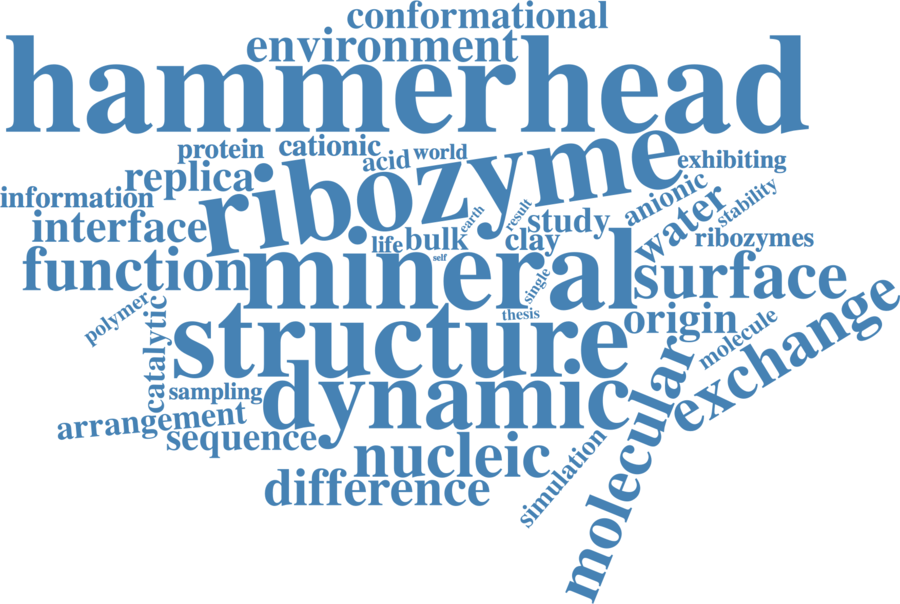 conformational
environment
hammerhead
protein
cationic
acid
world
ribozyme
exhibiting
replica
information
interface
anionic
stability
earth
result
study
water
life
bulk
self
clay
ribozymes
function
mineral
single
surface
polymer
catalytic
thesis
structure
origin
molecule
exchange
sampling
dynamic
molecular
arrangement
sequence
nucleic
simulation
difference